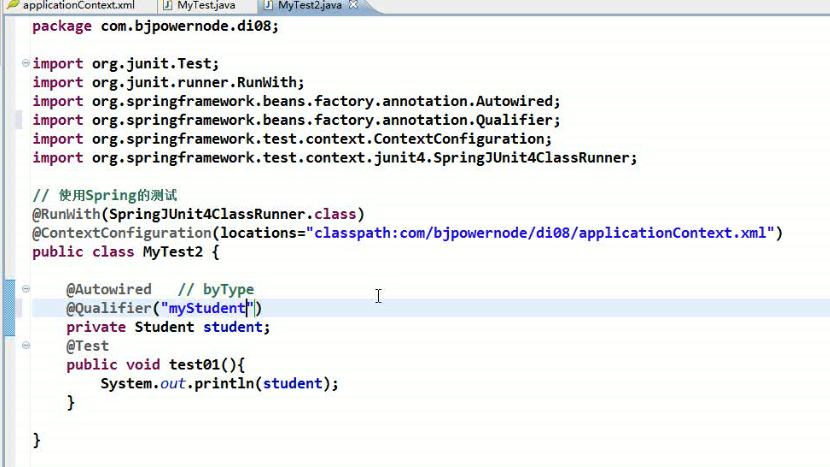 applicationContext.xml MyTest.java MyTest2.java
package com.bjpowernode.di08;
import org.junit.Test;
import org.junit.runner.RunWith;
import org.springframework.beans.factory.annotation.Autowired;
import org.springframework.beans.factory.annotation.Qualifier;
import org.springframework.test.context.ContextConfiguration;
import org.springframework.test.context.junit4.SpringJUnit4ClassRunner;
// 使用Spring的测试
@RunWith(SpringJUnit4ClassRunner.class)
@ContextConfiguration(locations="classpath:com/bjpowernode/di08/applicationContext.xml")
public class MyTest2 {
@Autowired // byType
@Qualifier("myStudent")
private Student student;
@Test
public void test01(){
System.out.println(student);
}
}